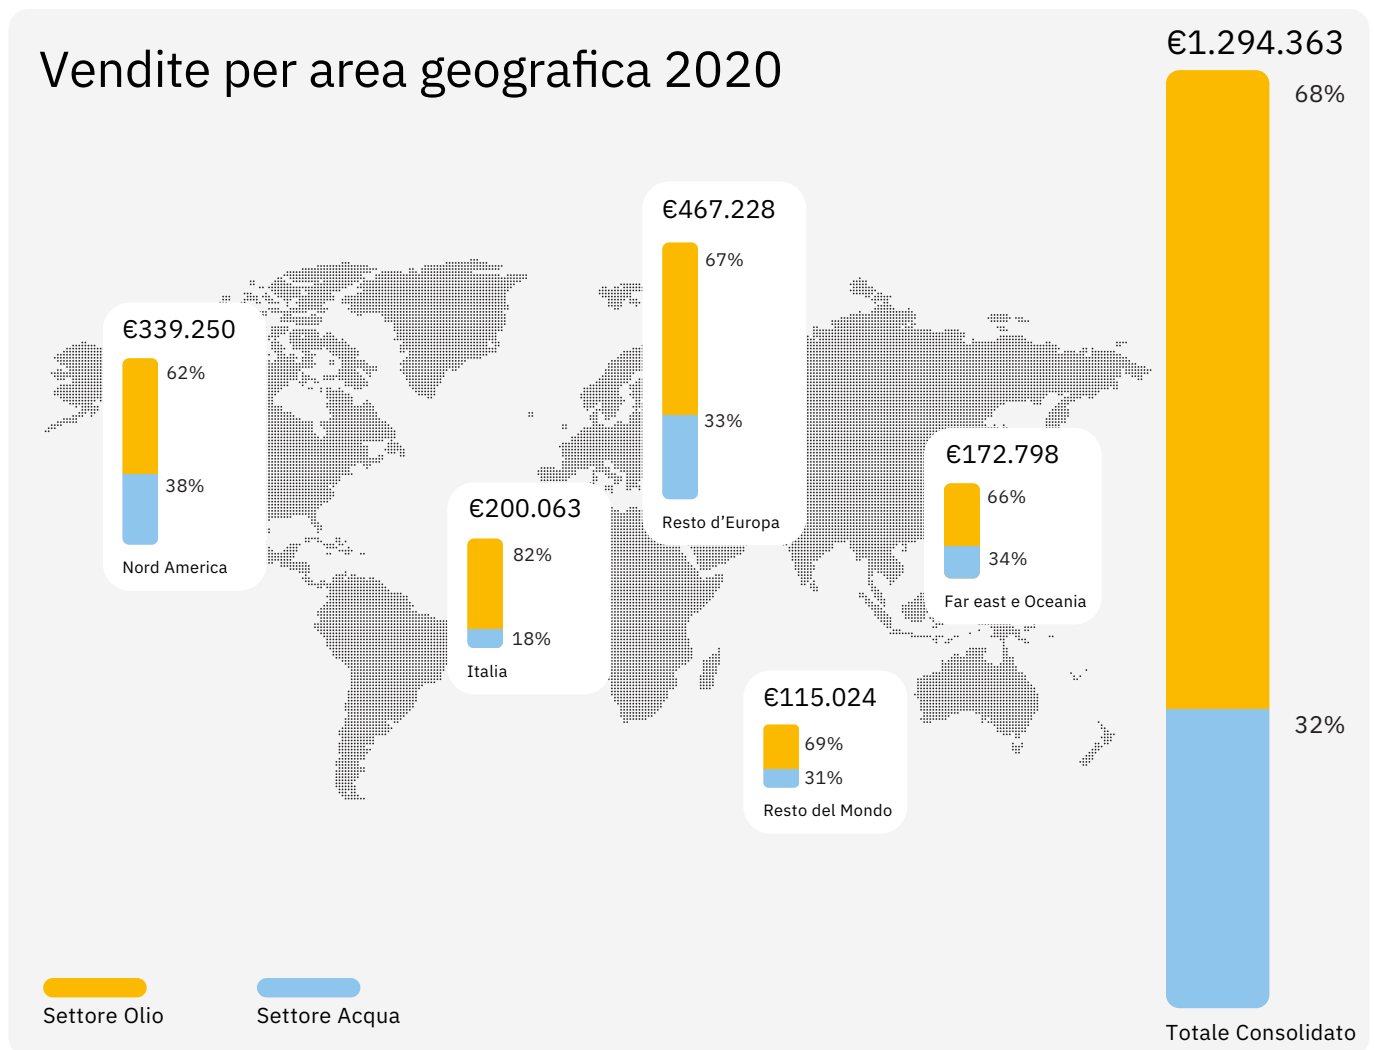 Vendite per area geografica 2020
€1.294.363
68%
32%
Totale Consolidato
€339.250
62%
38%
Nord America
€200.063
82%
18%
Italia
€467.228
67%
33%
Resto d’Europa
€172.798
66%
34%
Far east e Oceania
€115.024
69%
31%
Resto del Mondo
Settore Olio
Settore Acqua